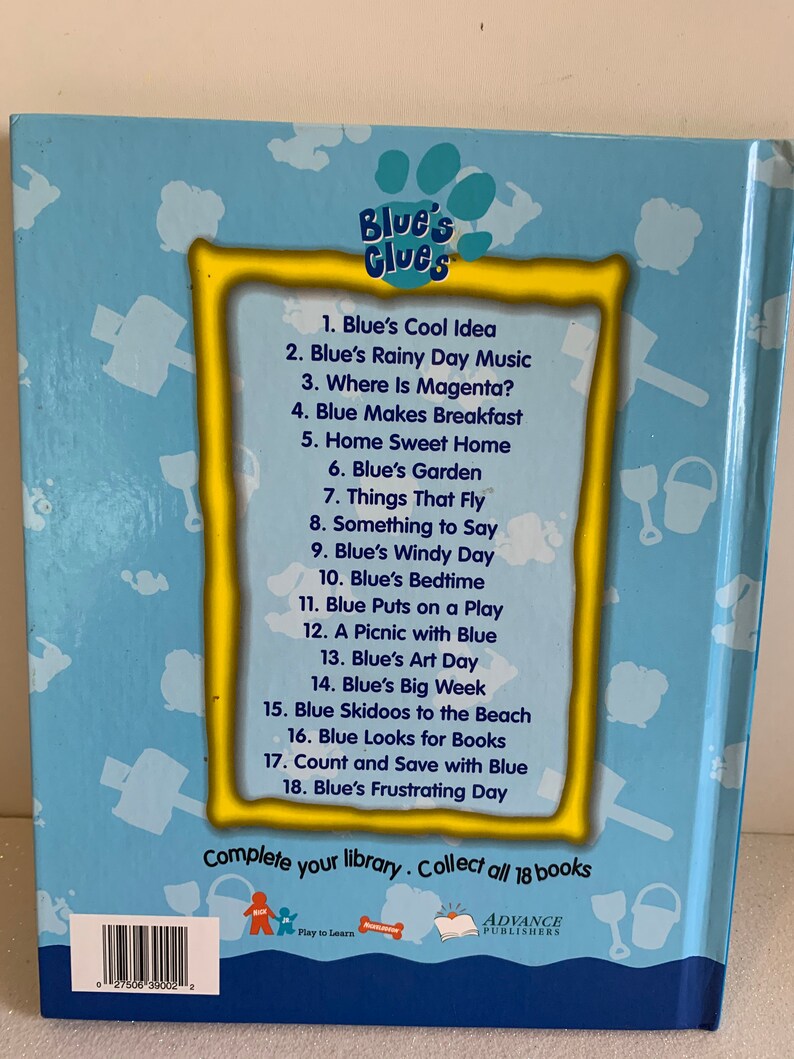 Blue's
Clues
1. Blue's Cool Idea
2. Blue's Rainy Day Music
3. Where Is Magenta?
4. Blue Makes Breakfast
5. Home Sweet Home
6. Blue's Garden
7. Things That Fly
8. Something to Say
9. Blue's Windy Day
10. Blue's Bedtime
11. Blue Puts on a Play
12. A Picnic with Blue
13. Blue's Art Day
14. Blue's Big Week
15. Blue Skidoos to the Beach
16. Blue Looks for Books
17. Count and Save with Blue
18. Blue's Frustrating Day
Complete your library. Collect all 18 books
NICK JR. Play to Learn NICKELODEON ADVANCE
PUBLISHERS
0 27506 39002 2